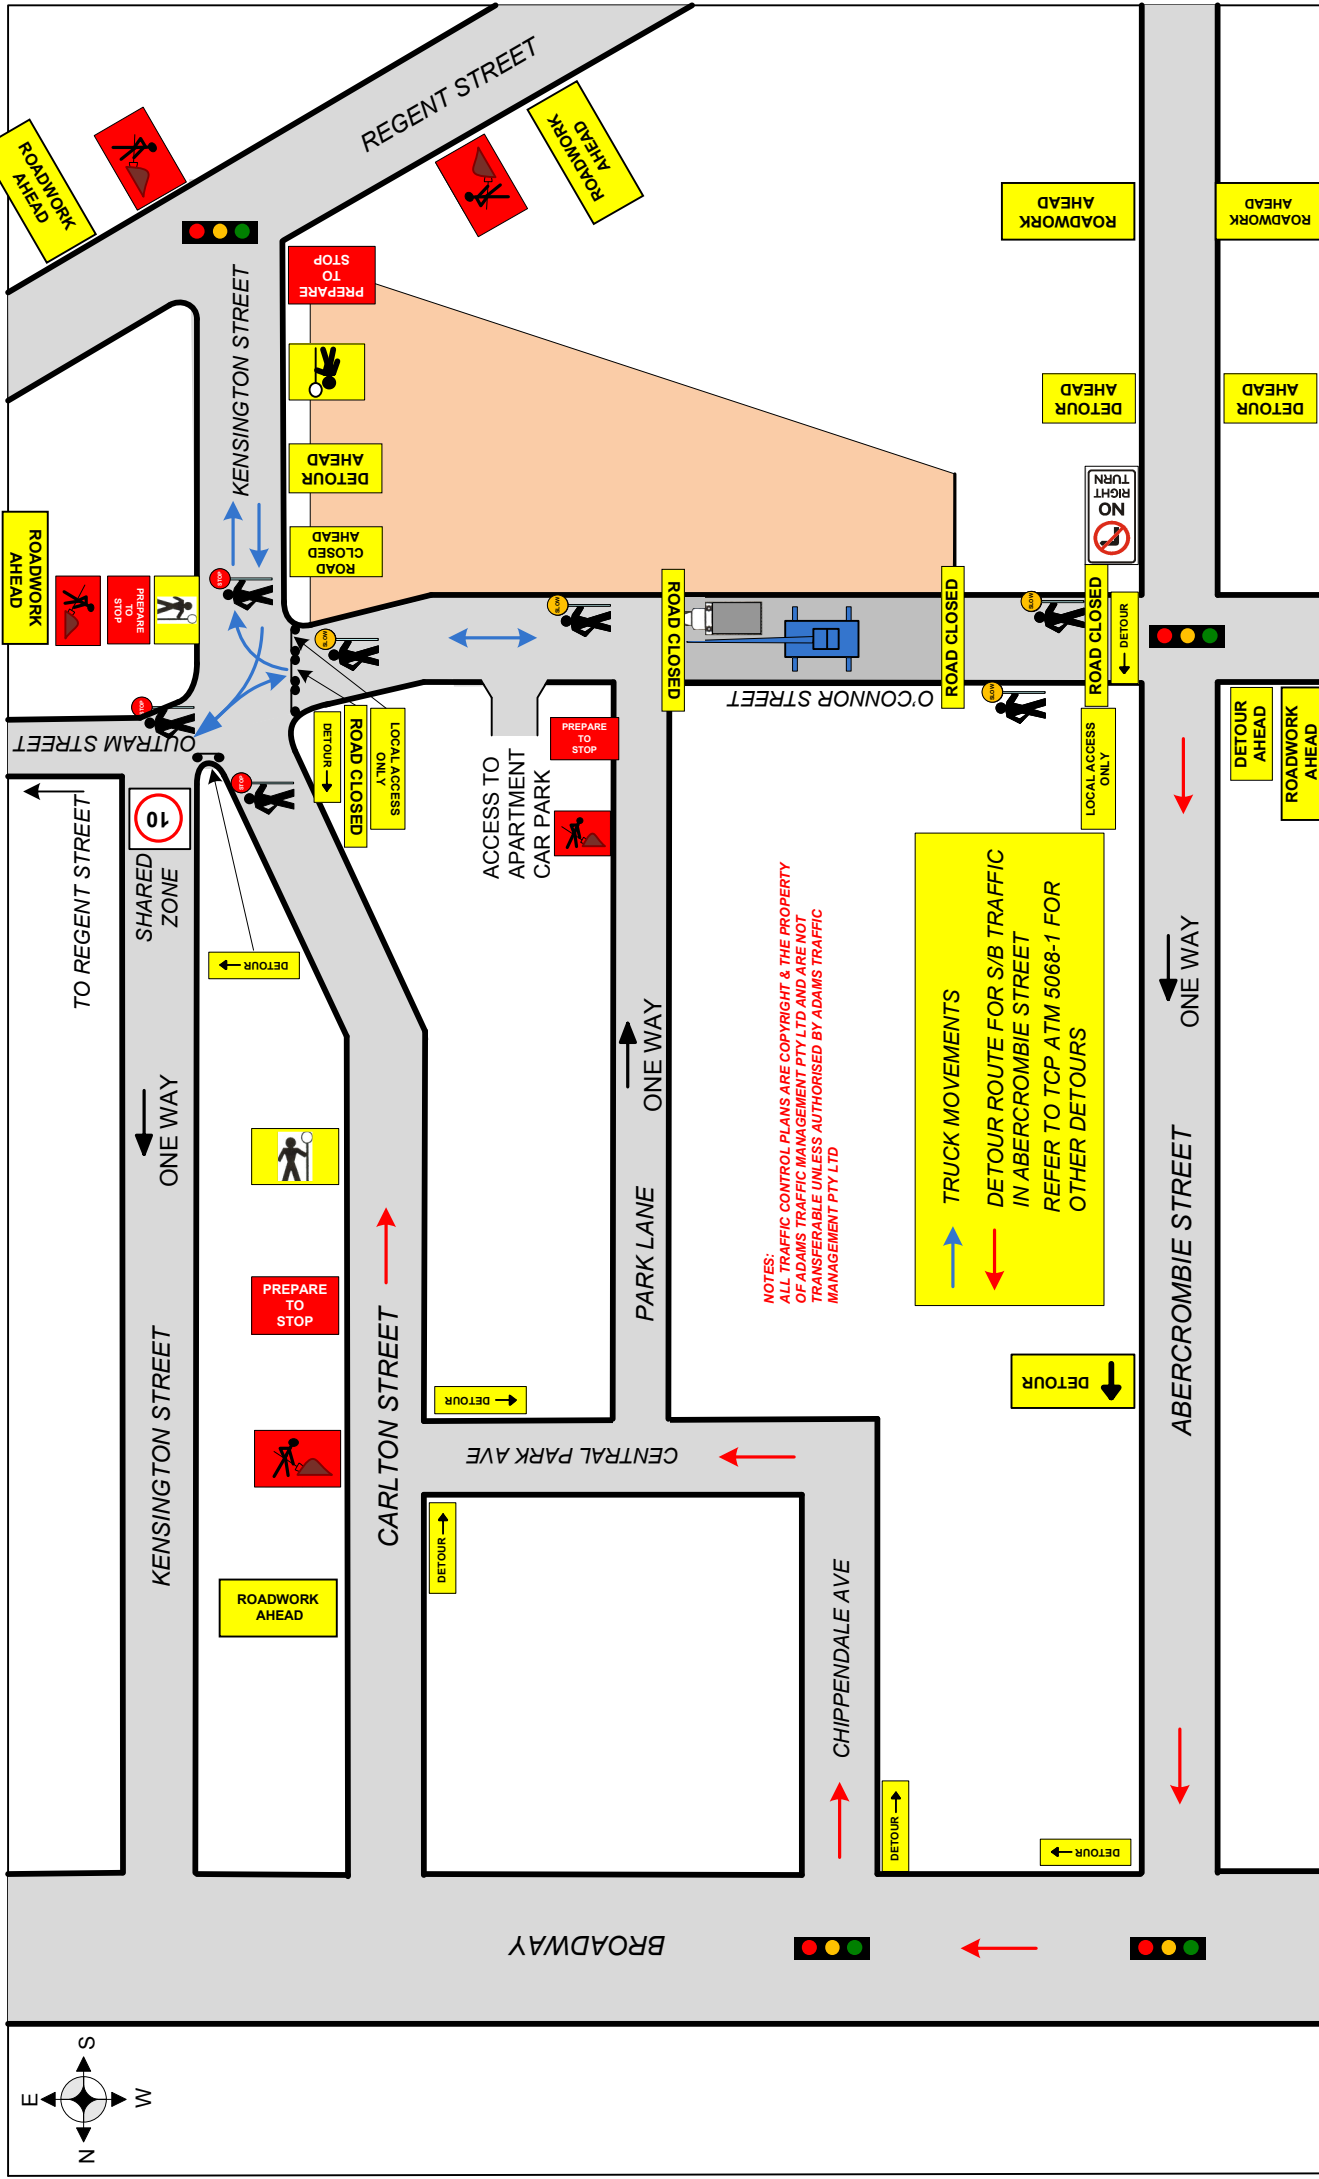 ROADWORK
AHEAD
REGENT STREET
ROADWORK
AHEAD
KENSINGTON STREET
PREPARE
TO
STOP
DETOUR
AHEAD
ROAD
CLOSED
AHEAD
ROADWORK
AHEAD
PREPARE
TO
STOP
STOP
STOP
STOP
SLOW
SLOW
SLOW
SLOW
OUTRAM STREET
TO REGENT STREET
10
SHARED
ZONE
DETOUR
DETOUR
ROAD CLOSED
LOCAL ACCESS
ONLY
ACCESS TO
APARTMENT
CAR PARK
PREPARE
TO
STOP
ROAD CLOSED
ROAD CLOSED
O'CONNOR STREET
ROAD CLOSED
DETOUR
LOCAL ACCESS
ONLY
NO
RIGHT
TURN
ROADWORK
AHEAD
ROADWORK
AHEAD
DETOUR
AHEAD
DETOUR
AHEAD
DETOUR
AHEAD
ROADWORK
AHEAD
ONE WAY
KENSINGTON STREET
PREPARE
TO
STOP
ROADWORK
AHEAD
CARLTON STREET
DETOUR
DETOUR
CENTRAL PARK AVE
ONE WAY
PARK LANE
NOTES:
ALL TRAFFIC CONTROL PLANS ARE COPYRIGHT & THE PROPERTY
OF ADAMS TRAFFIC MANAGEMENT PTY LTD AND ARE NOT
TRANSFERABLE UNLESS AUTHORISED BY ADAMS TRAFFIC
MANAGEMENT PTY LTD
TRUCK MOVEMENTS
DETOUR ROUTE FOR S/B TRAFFIC
IN ABERCROMBIE STREET
REFER TO TCP ATM 5068-1 FOR
OTHER DETOURS
DETOUR
ONE WAY
ABERCROMBIE STREET
CHIPPENDALE AVE
DETOUR
DETOUR
BROADWAY
N
E
S
W